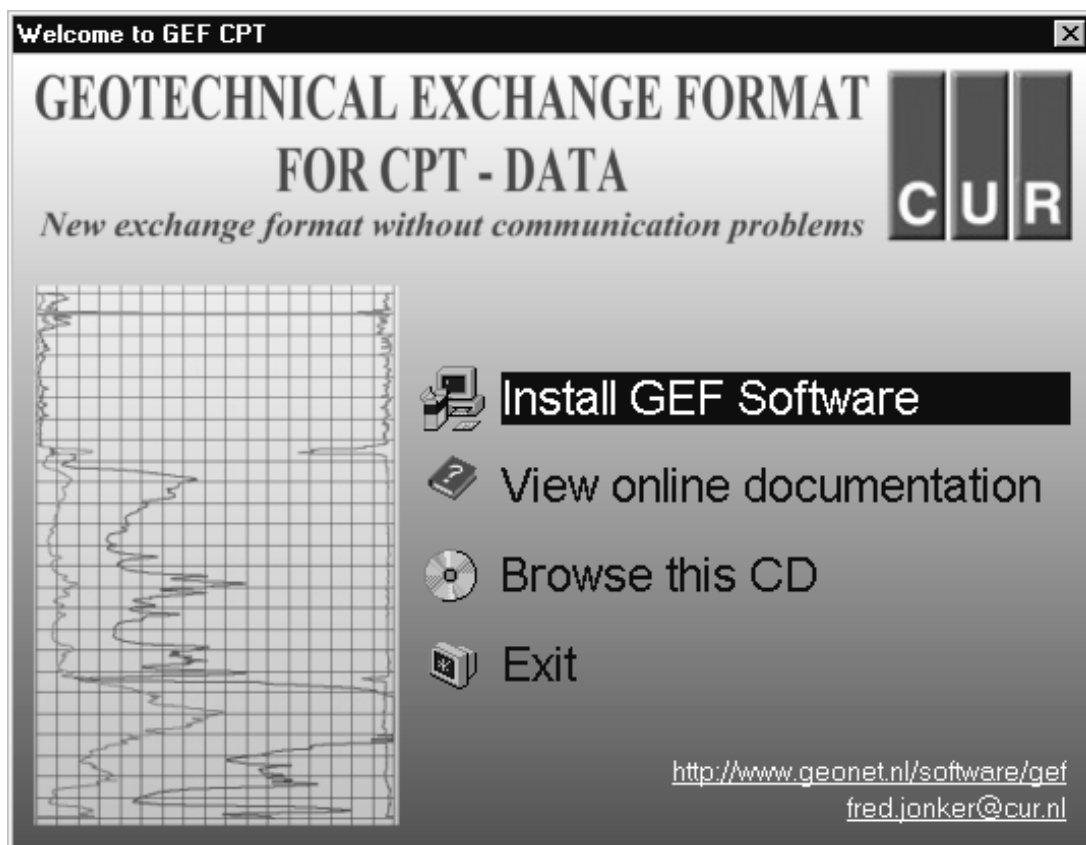 Welcome to GEF CPT
GEOTECHNICAL EXCHANGE FORMAT
FOR CPT - DATA
New exchange format without communication problems
CUR
Install GEF Software
View online documentation
Browse this CD
Exit
http://www.geonet.nl/software/gef
fred.jonker@cur.nl